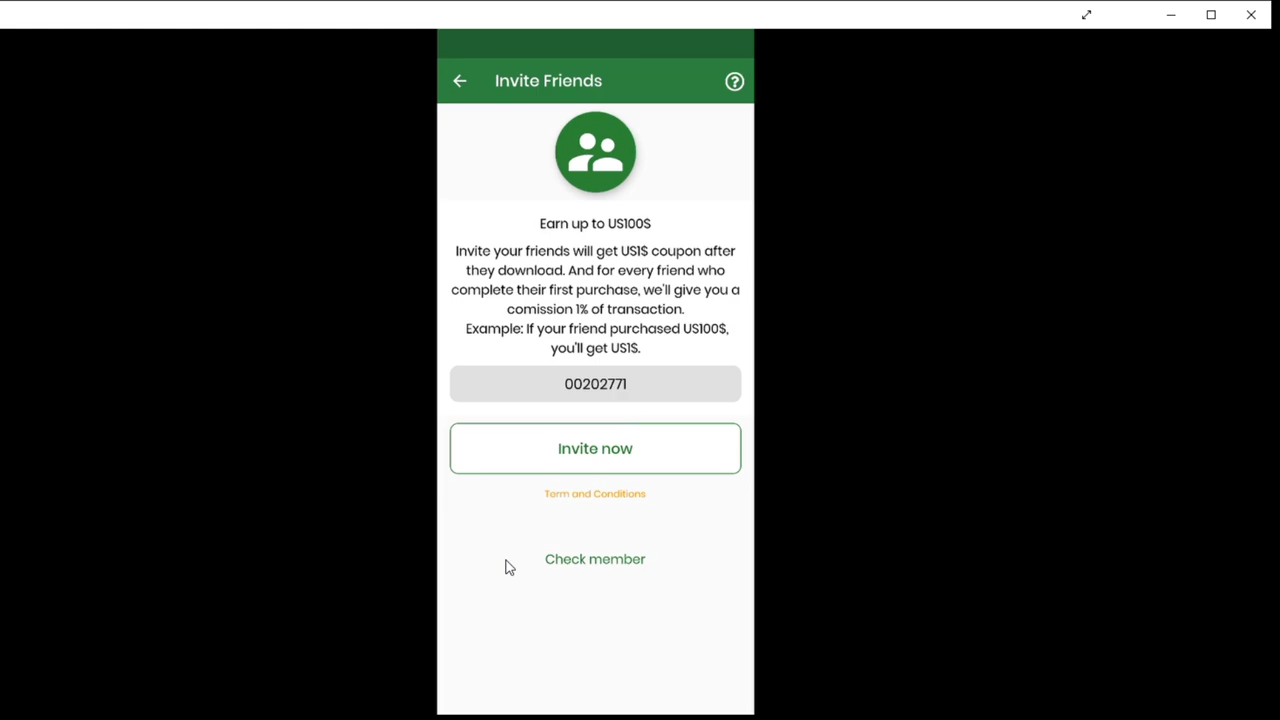 Invite Friends
Earn up to US100$
Invite your friends will get US1$ coupon after
they download. And for every friend who
complete their first purchase, we'll give you a
comission 1% of transaction.
Example: If your friend purchased US100$,
you'll get US1$.
00202771
Invite now
Term and Conditions
Check member